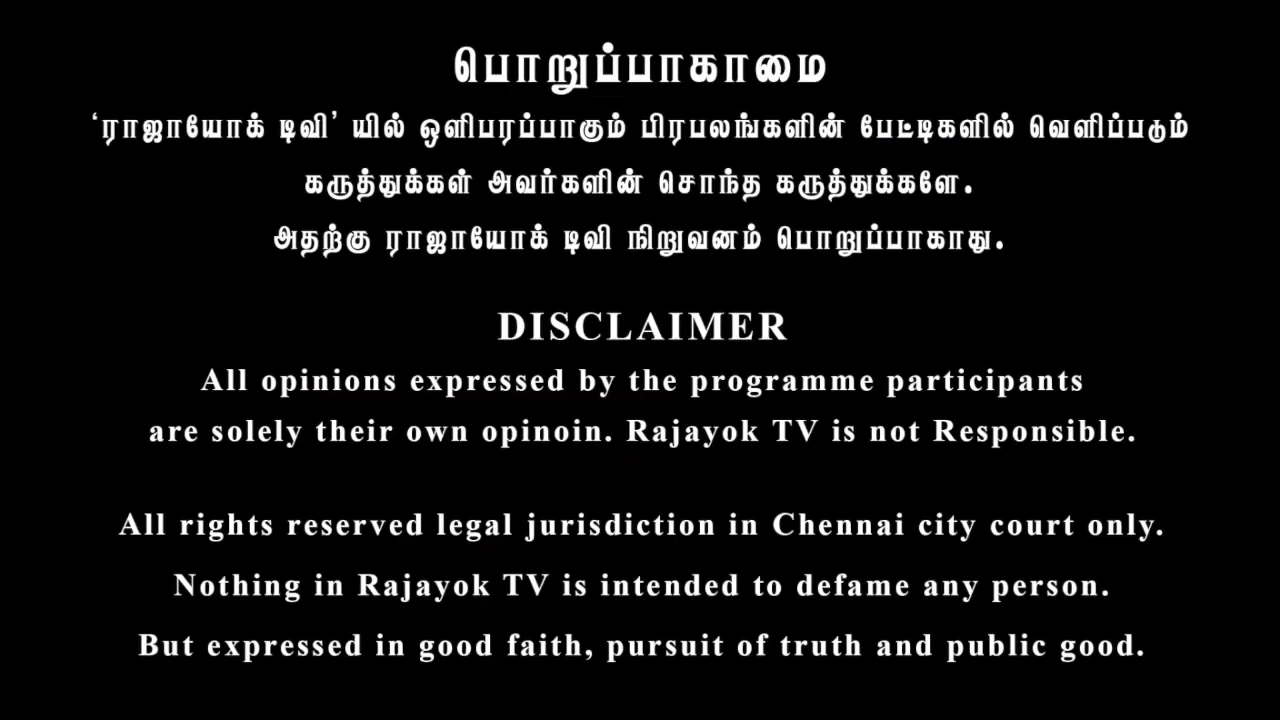 பொறுப்பாகாமை
‘ராஜாயோக் டிவி’ யில் ஒளிபரப்பாகும் பிரபலங்களின் பேட்டிகளில் வெளிப்படும்
கருத்துக்கள் அவர்களின் சொந்த கருத்துக்களே.
அதற்கு ராஜாயோக் டிவி நிறுவனம் பொறுப்பாகாது.
DISCLAIMER
All opinions expressed by the programme participants
are solely their own opinoin. Rajayok TV is not Responsible.
All rights reserved legal jurisdiction in Chennai city court only.
Nothing in Rajayok TV is intended to defame any person.
But expressed in good faith, pursuit of truth and public good.